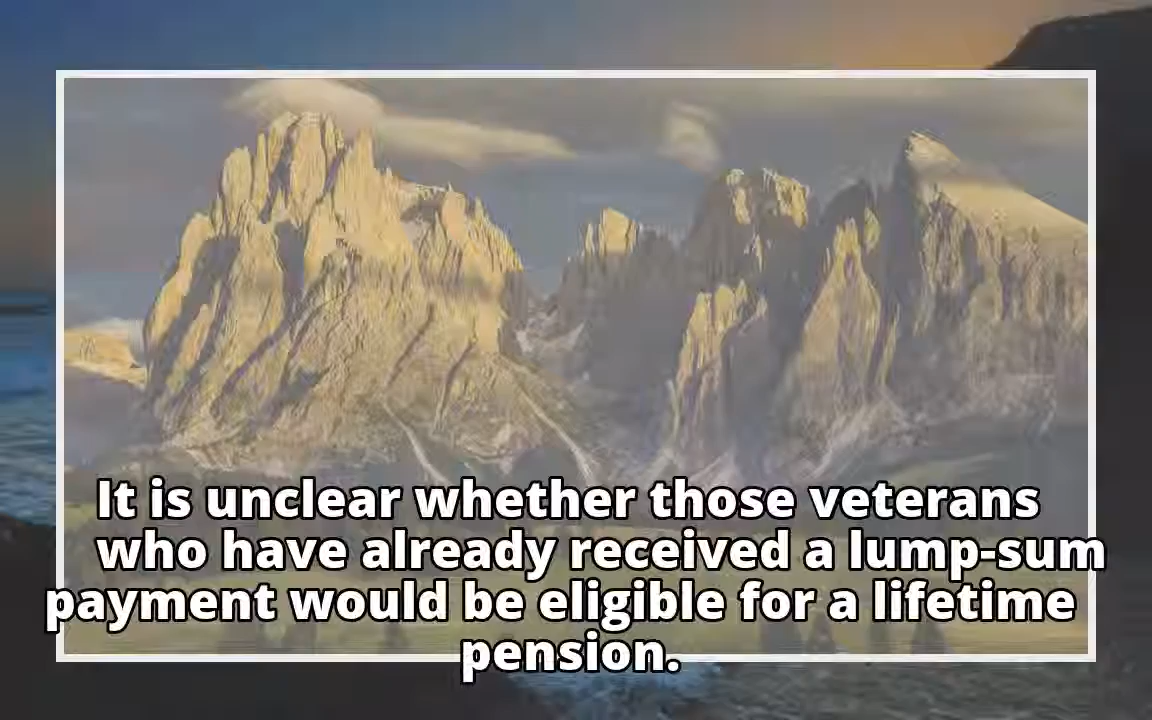 It is unclear whether those veterans
who have already received a lump-sum
payment would be eligible for a lifetime
pension.